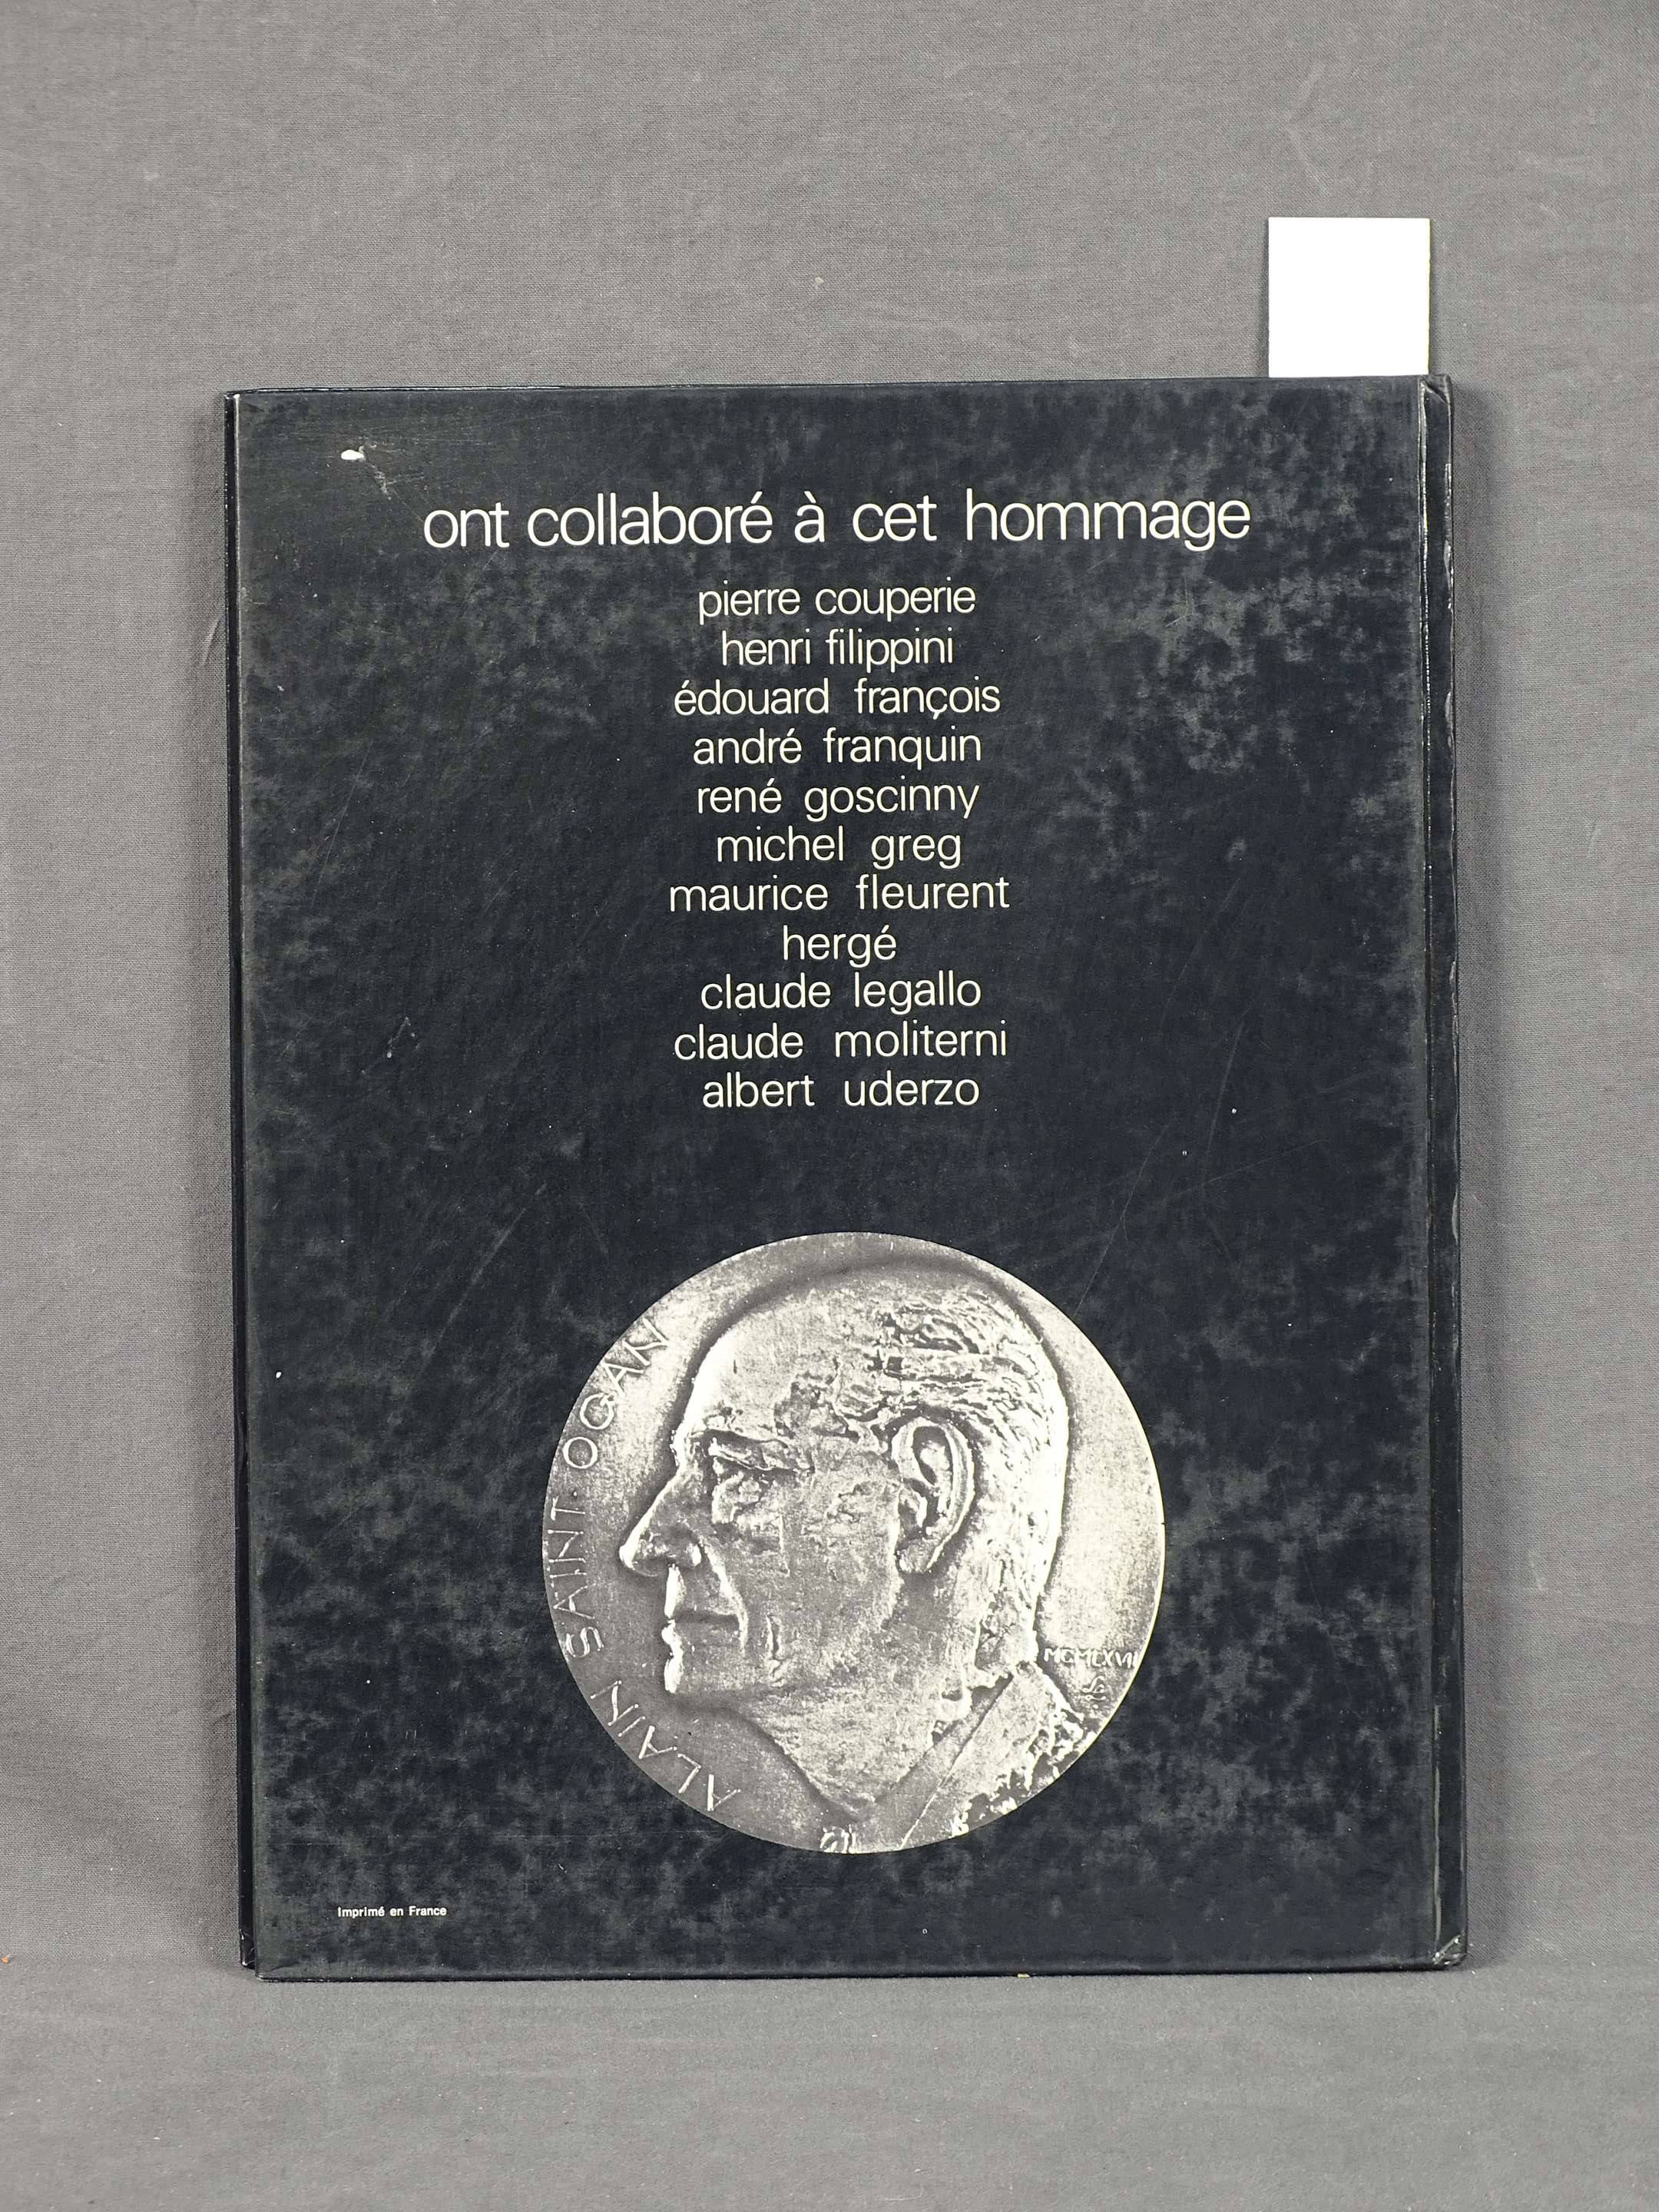 ont collaboré à cet hommage
pierre couperie
henri filippini
édouard françois
andré franquin
rené goscinny
michel greg
maurice fleurent
hergé
claude legallo
claude moliterni
albert uderzo
ALAIN SAINT·OGAN
Imprimé en France